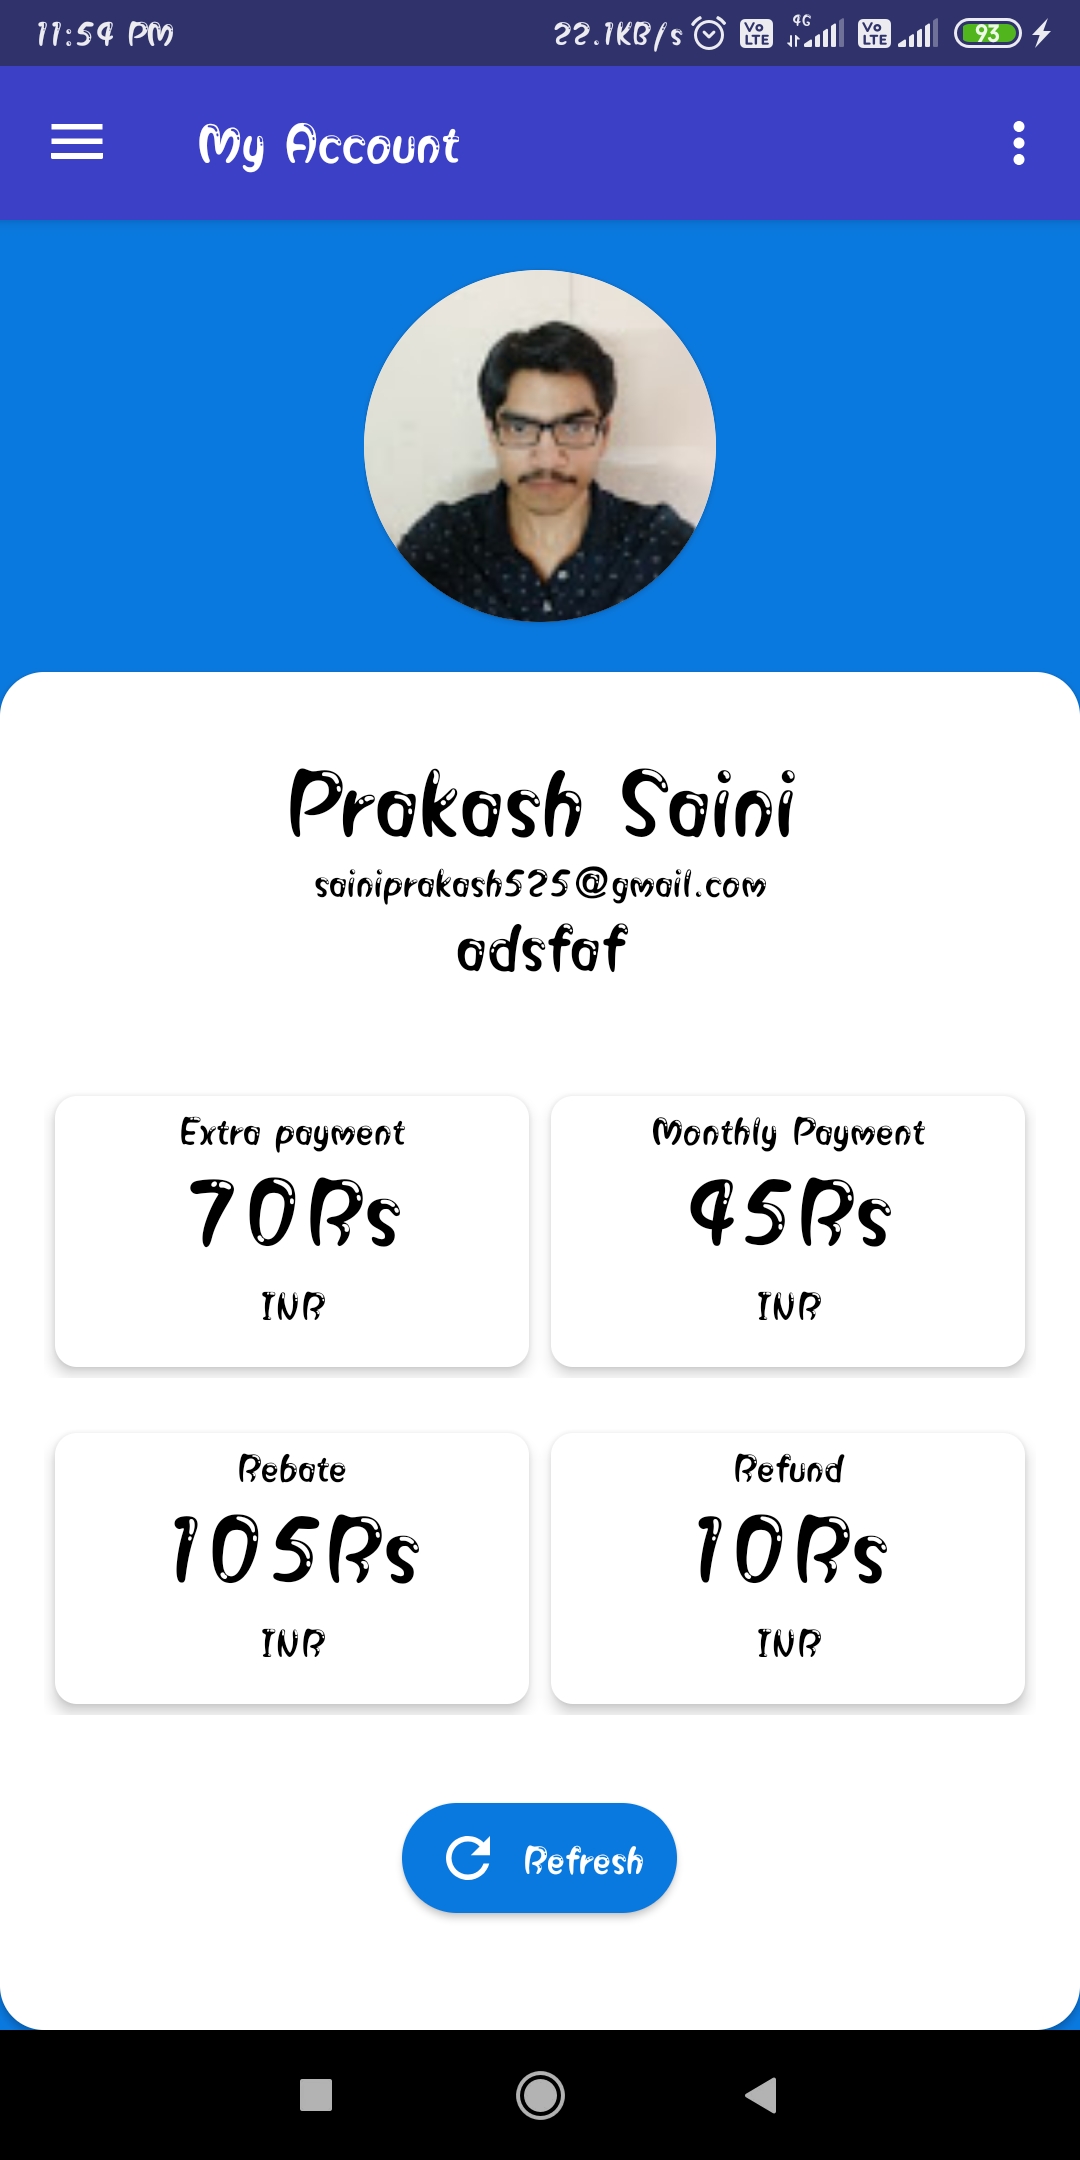 11:54 PM 22.1KB/s Vo LTE 4G Vo LTE 93
My Account
Prakash Saini
sainiprakash525@gmail.com
adsfaf
Extra payment Monthly Payment
70Rs 45Rs
INR INR
Rebate Refund
105Rs 10Rs
INR INR
Refresh